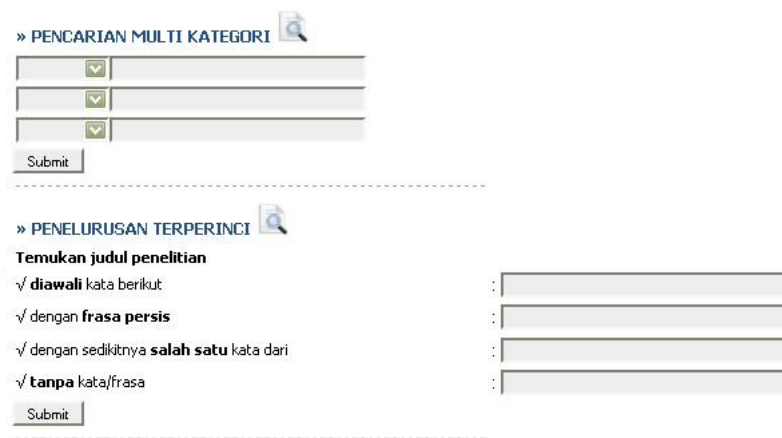 » PENCARIAN MULTI KATEGORI
Submit
» PENELURUSAN TERPERINCI
Temukan judul penelitian
√ diawali kata berikut :
√ dengan frasa persis :
√ dengan sedikitnya salah satu kata dari :
√ tanpa kata/frasa :
Submit